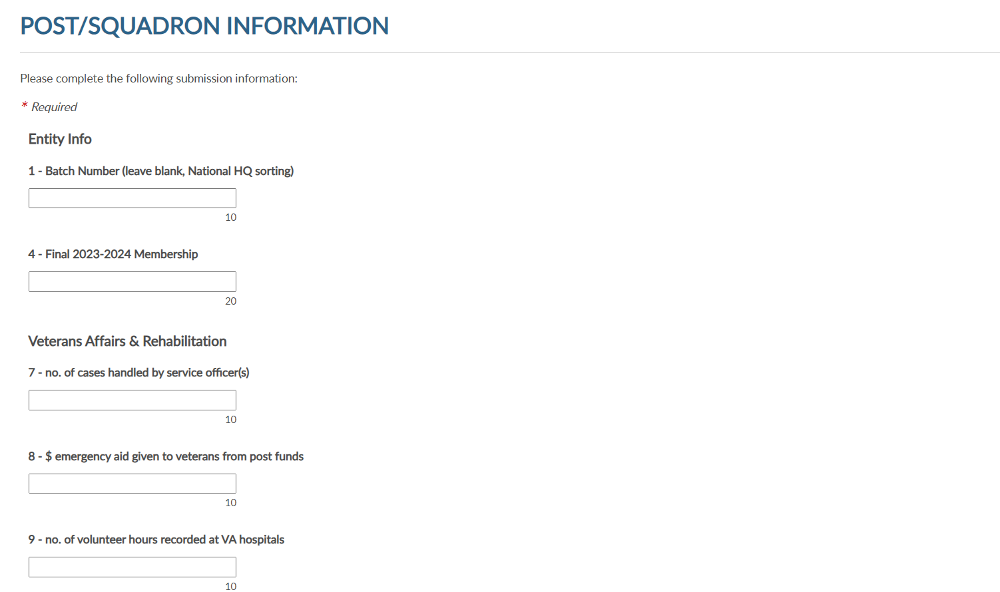 POST/SQUADRON INFORMATION
Please complete the following submission information:
* Required
Entity Info
1 - Batch Number (leave blank, National HQ sorting)
10
4 - Final 2023-2024 Membership
20
Veterans Affairs & Rehabilitation
7 - no. of cases handled by service officer(s)
10
8 - $ emergency aid given to veterans from post funds
10
9 - no. of volunteer hours recorded at VA hospitals
10